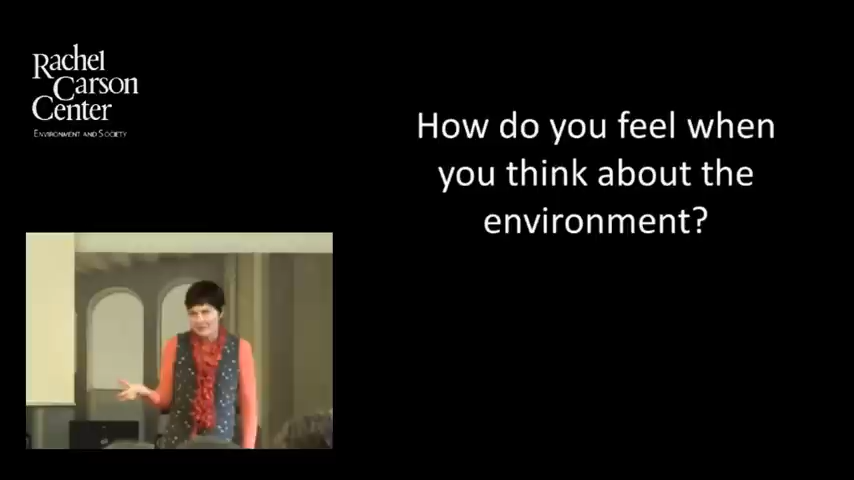 Rachel
Carson
Center
ENVIRONMENT AND SOCIETY
How do you feel when
you think about the
environment?